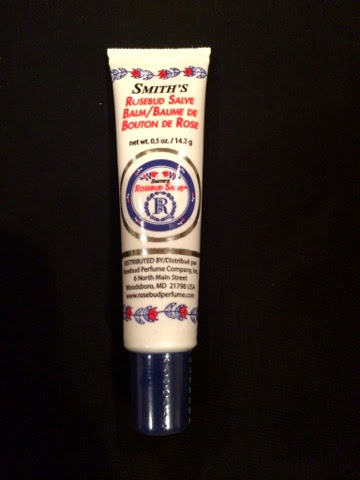 SMITH'S
ROSEBUD SALVE
BALM/BAUME DE
BOUTON DE ROSE
net wt. 0.5 oz. / 14.2 g
SMITH'S
ROSEBUD SALVE
R
DISTRIBUTED BY/Distribué par
Rosebud Perfume Company, Inc.
6 North Main Street
Woodsboro, MD 21798 USA
www.rosebudperfume.com